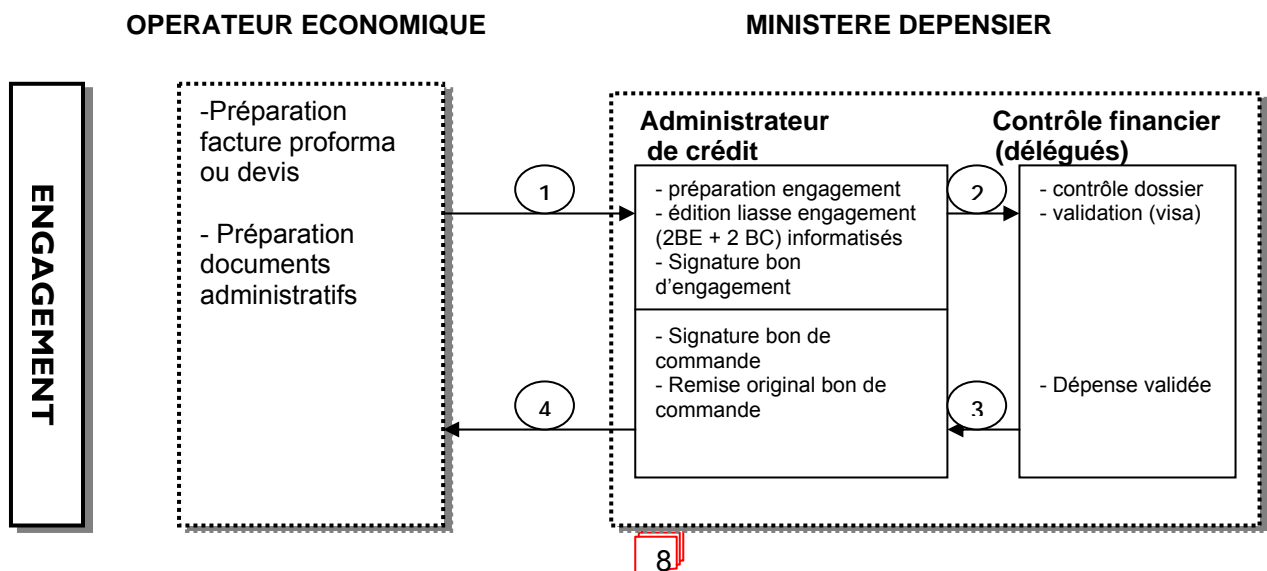 OPERATEUR ECONOMIQUE
MINISTERE DEPENSIER
ENGAGEMENT
-Préparation
facture proforma
ou devis
- Préparation
documents
administratifs
1
Administrateur
de crédit
- préparation engagement
- édition liasse engagement
(2BE + 2 BC) informatisés
- Signature bon
d’engagement
2
Contrôle financier
(délégués)
- contrôle dossier
- validation (visa)
- Dépense validée
3
- Signature bon de
commande
- Remise original bon de
commande
4
8